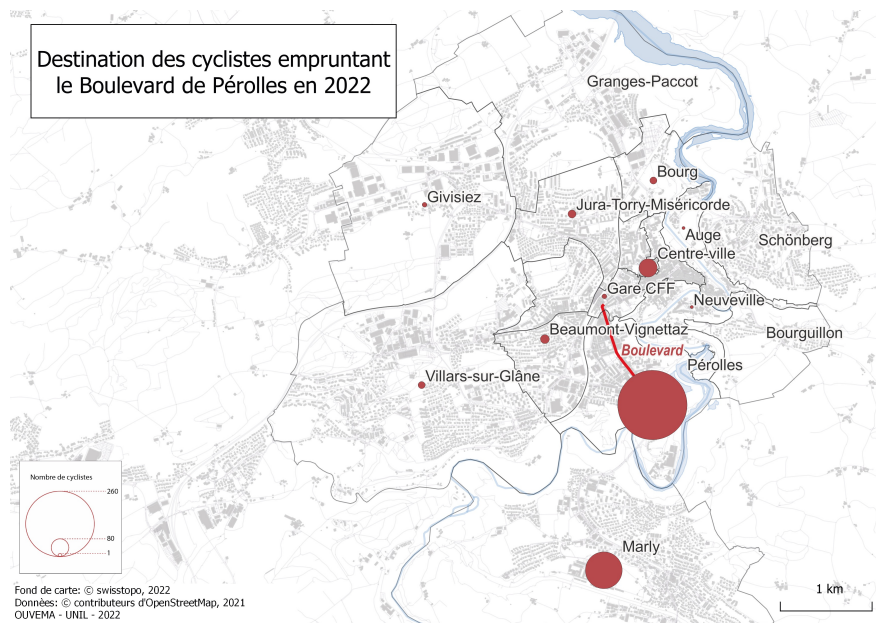 Destination des cyclistes empruntant
le Boulevard de Pérolles en 2022
Granges-Paccot
Bourg
Givisiez
Jura-Torry-Miséricorde
Auge
Schönberg
Centre-ville
Gare CFF
Neuveville
Beaumont-Vignettaz
Bourguillon
Boulevard
Pérolles
Villars-sur-Glâne
Nombre de cyclistes
260
80
1
Marly
Fond de carte: © swisstopo, 2022
Données: © contributeurs d'OpenStreetMap, 2021
OUVEMA - UNIL - 2022
1 km